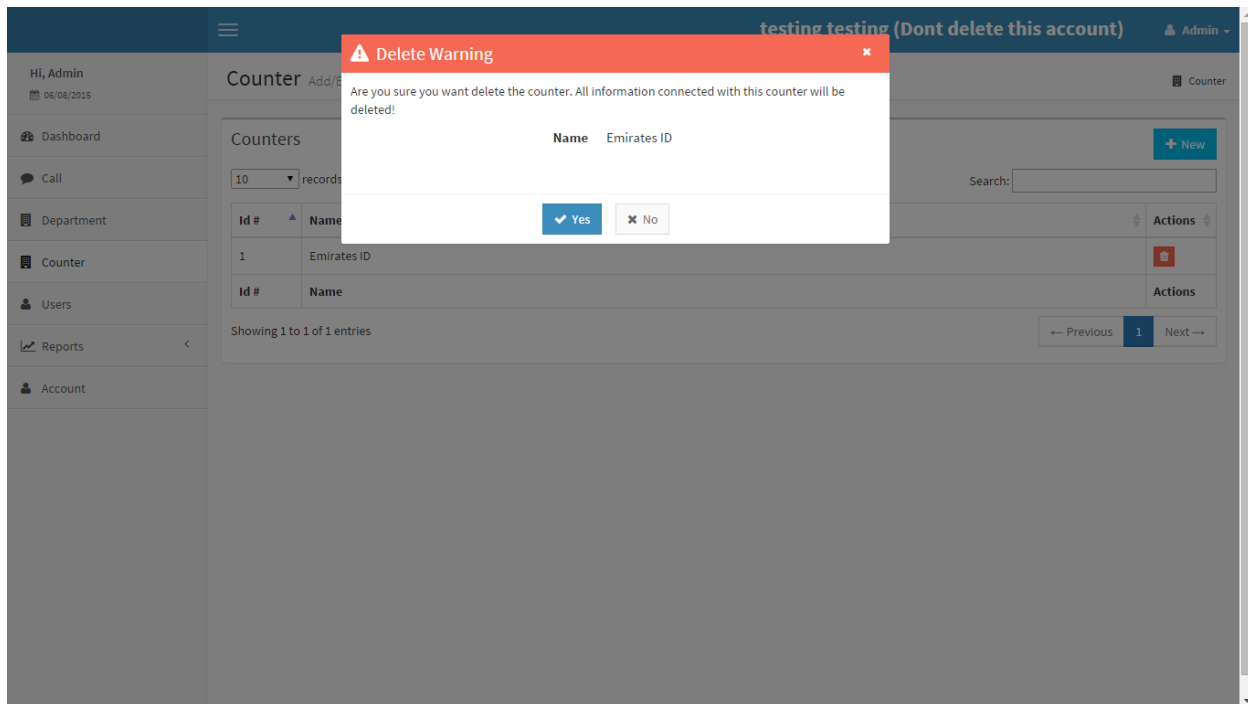 testing testing (Dont delete this account)
Admin
Hi, Admin
06/08/2015
Dashboard
Call
Department
Counter
Users
Reports
Account
Counter Add/E
Counter
Delete Warning
Are you sure you want delete the counter. All information connected with this counter will be
deleted!
Name Emirates ID
Yes No
Counters
+ New
10 records
Search:
Id # Name Actions
1 Emirates ID
Id # Name Actions
Showing 1 to 1 of 1 entries
← Previous 1 Next →